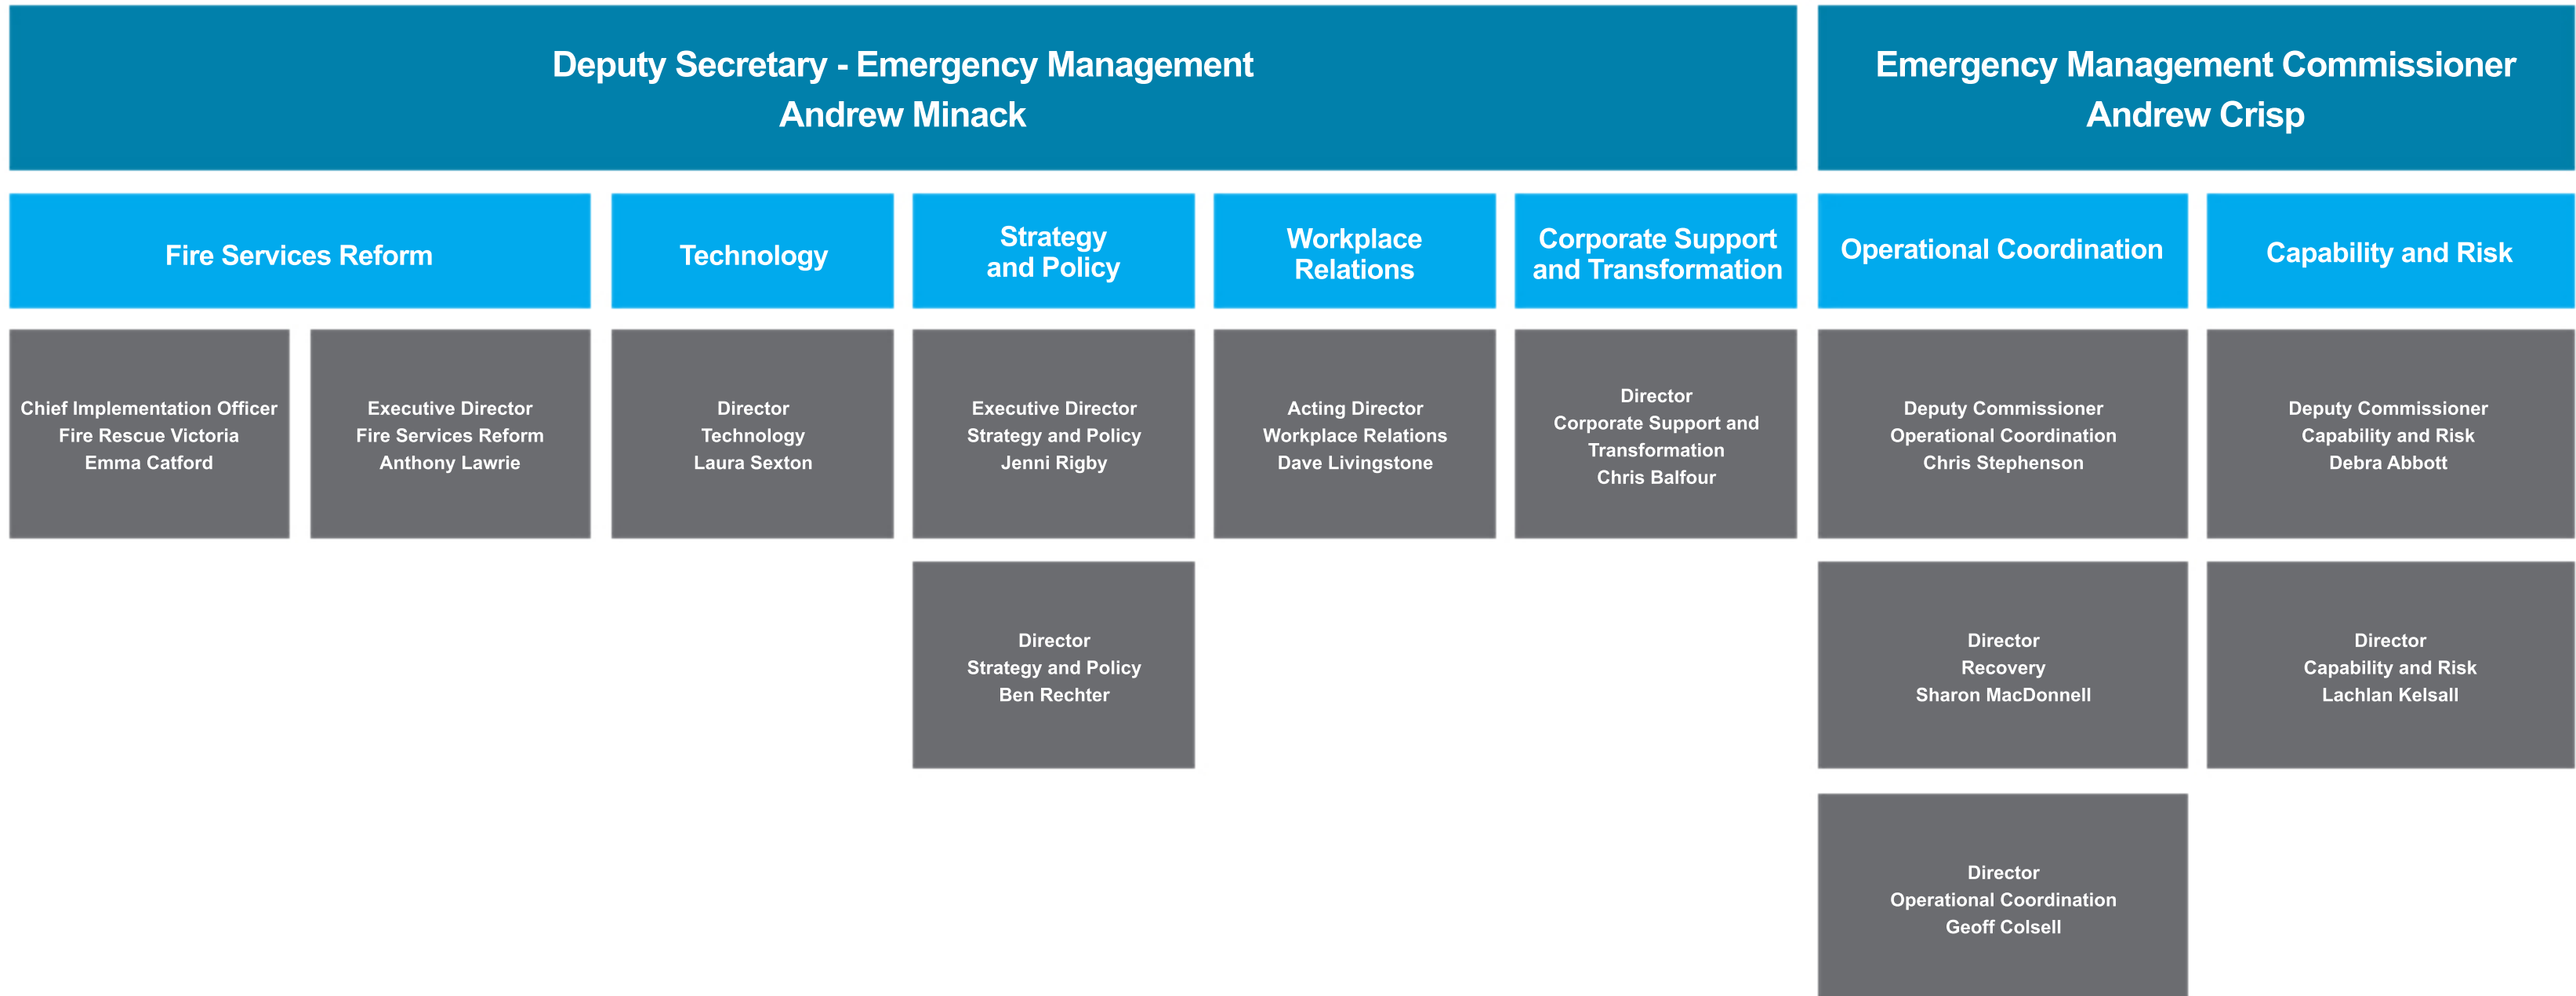 Deputy Secretary - Emergency Management
Andrew Minack
Emergency Management Commissioner
Andrew Crisp
Fire Services Reform
Technology
Strategy
and Policy
Workplace
Relations
Corporate Support
and Transformation
Operational Coordination
Capability and Risk
Chief Implementation Officer
Fire Rescue Victoria
Emma Catford
Executive Director
Fire Services Reform
Anthony Lawrie
Director
Technology
Laura Sexton
Executive Director
Strategy and Policy
Jenni Rigby
Acting Director
Workplace Relations
Dave Livingstone
Director
Corporate Support and
Transformation
Chris Balfour
Deputy Commissioner
Operational Coordination
Chris Stephenson
Deputy Commissioner
Capability and Risk
Debra Abbott
Director
Strategy and Policy
Ben Rechter
Director
Recovery
Sharon MacDonnell
Director
Capability and Risk
Lachlan Kelsall
Director
Operational Coordination
Geoff Colsell